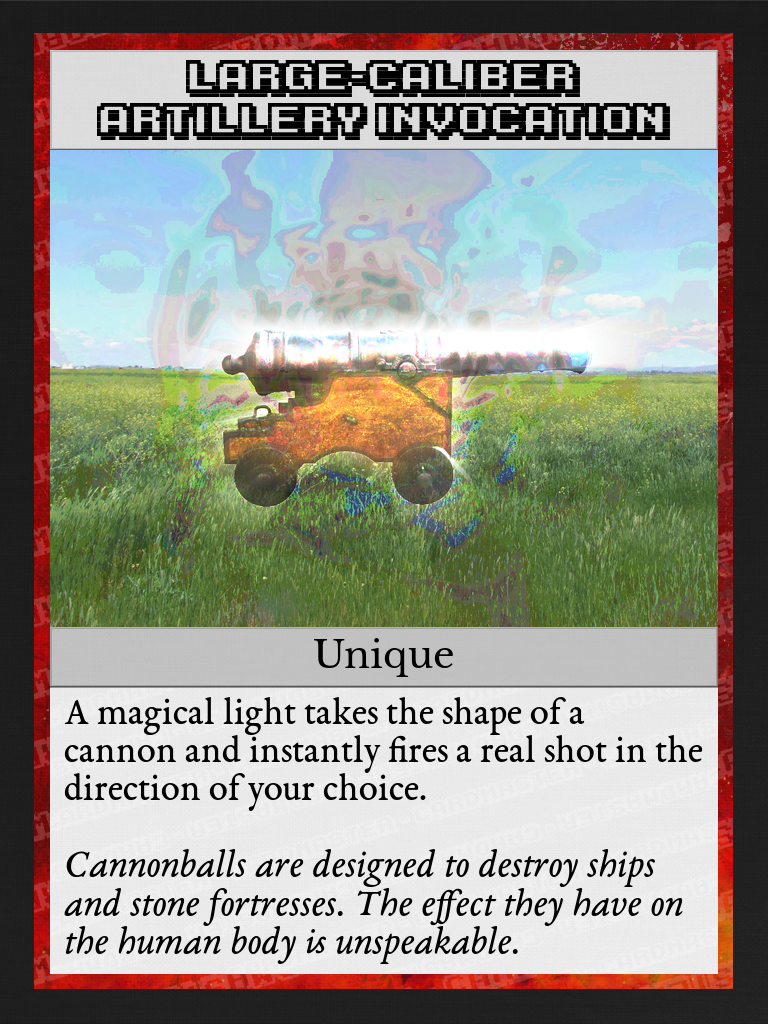 LARGE-CALIBER
ARTILLERY INVOCATION
Unique
A magical light takes the shape of a
cannon and instantly fires a real shot in the
direction of your choice.
Cannonballs are designed to destroy ships
and stone fortresses. The effect they have on
the human body is unspeakable.